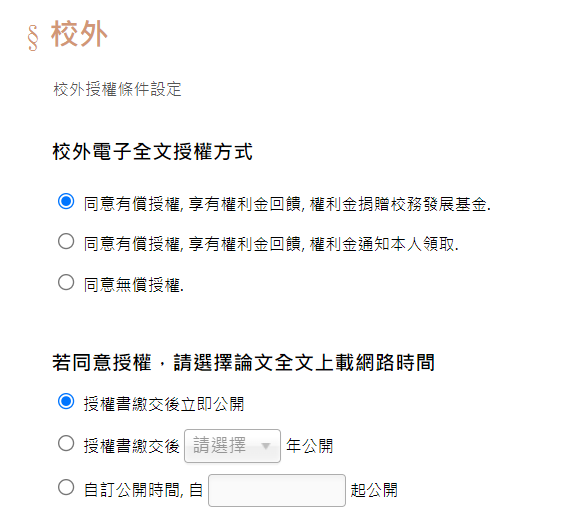 § 校外
校外授權條件設定
校外電子全文授權方式
同意有償授權, 享有權利金回饋, 權利金捐贈校務發展基金.
同意有償授權, 享有權利金回饋, 權利金通知本人領取.
同意無償授權.
若同意授權，請選擇論文全文上載網路時間
授權書繳交後立即公開
授權書繳交後 請選擇 年公開
自訂公開時間, 自 起公開